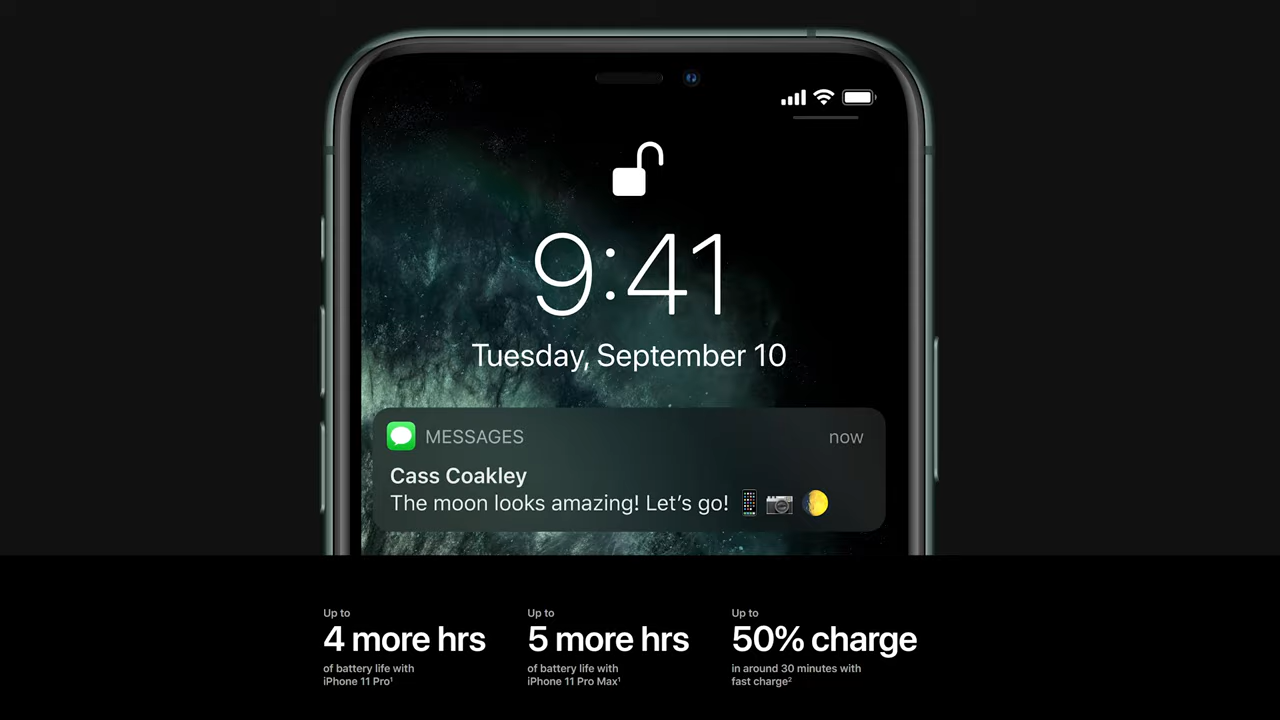 9:41
Tuesday, September 10
MESSAGES
now
Cass Coakley
The moon looks amazing! Let’s go! 📱 📷 🌓
Up to
4 more hrs
of battery life with
iPhone 11 Pro¹
Up to
5 more hrs
of battery life with
iPhone 11 Pro Max¹
Up to
50% charge
in around 30 minutes with
fast charge²